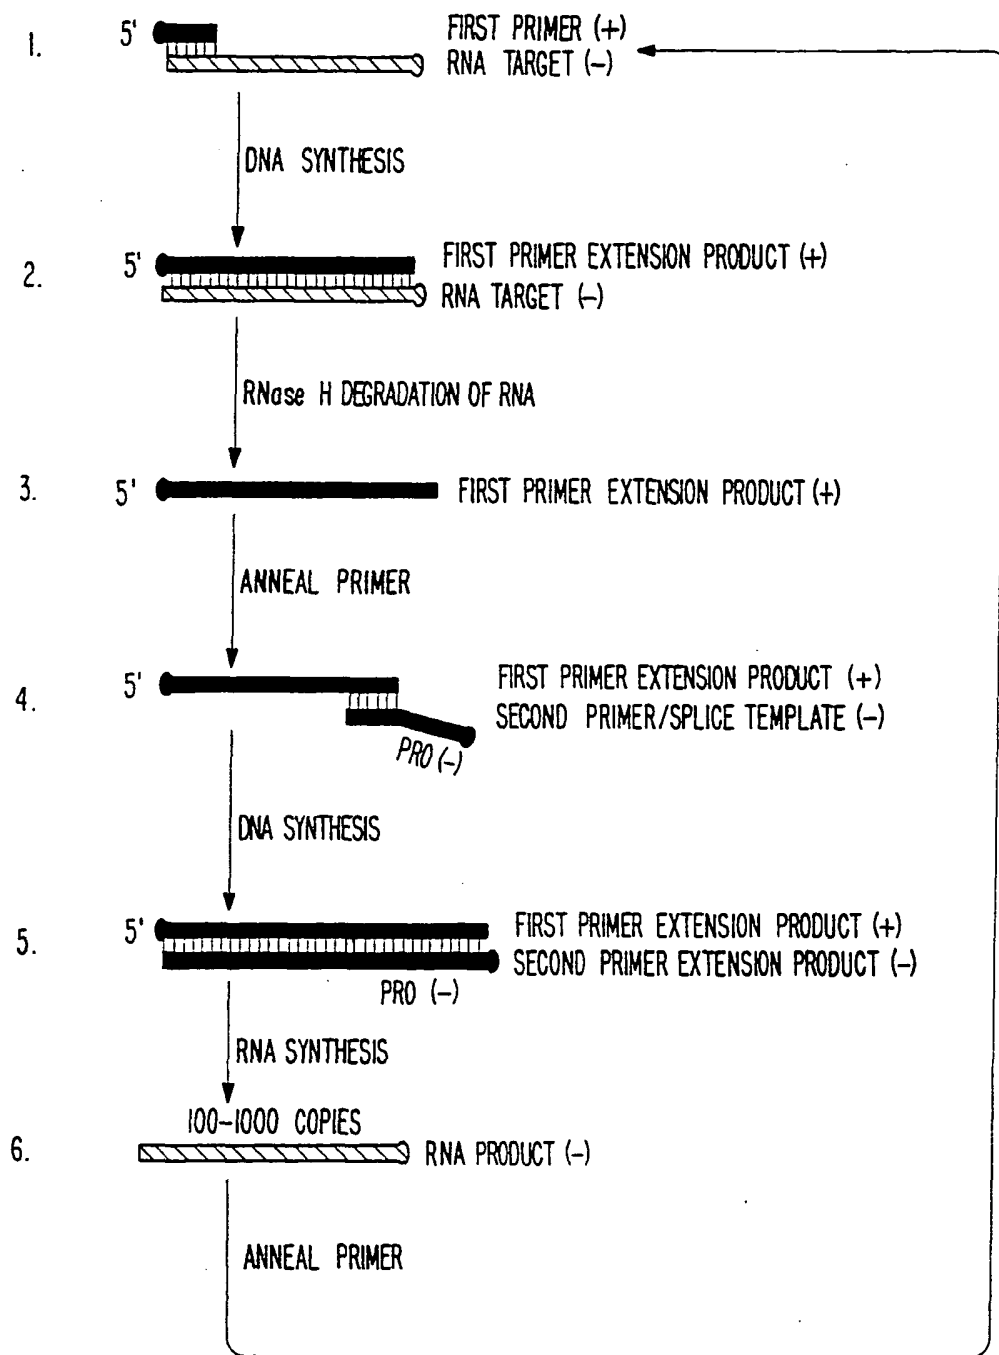 1.
5'
FIRST PRIMER (+)
RNA TARGET (-)
DNA SYNTHESIS
2.
5'
FIRST PRIMER EXTENSION PRODUCT (+)
RNA TARGET (-)
RNase H DEGRADATION OF RNA
3.
5'
FIRST PRIMER EXTENSION PRODUCT (+)
ANNEAL PRIMER
4.
5'
FIRST PRIMER EXTENSION PRODUCT (+)
SECOND PRIMER/SPLICE TEMPLATE (-)
PRO (-)
DNA SYNTHESIS
5.
5'
FIRST PRIMER EXTENSION PRODUCT (+)
SECOND PRIMER EXTENSION PRODUCT (-)
PRO (-)
RNA SYNTHESIS
100-1000 COPIES
6.
RNA PRODUCT (-)
ANNEAL PRIMER